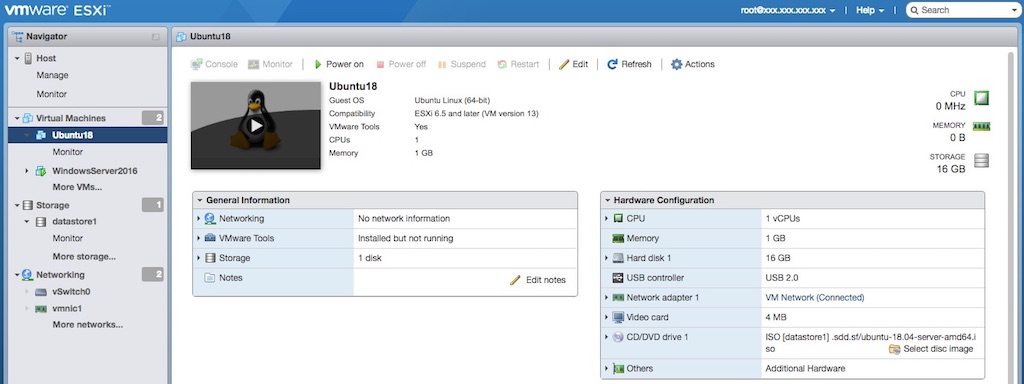 vmware ESXi™
root@xxx.xxx.xxx.xxx | Help | Search
Navigator
Host
Manage
Monitor
Virtual Machines 2
Ubuntu18
Monitor
WindowsServer2016
More VMs...
Storage 1
datastore1
Monitor
More storage...
Networking 2
vSwitch0
vmnic1
More networks...
Ubuntu18
Console Monitor | Power on Power off Suspend Restart | Edit | Refresh | Actions
Ubuntu18
Guest OS Ubuntu Linux (64-bit)
Compatibility ESXi 6.5 and later (VM version 13)
VMware Tools Yes
CPUs 1
Memory 1 GB
CPU
0 MHz
MEMORY
0 B
STORAGE
16 GB
General Information
Networking No network information
VMware Tools Installed but not running
Storage 1 disk
Notes Edit notes
Hardware Configuration
CPU 1 vCPUs
Memory 1 GB
Hard disk 1 16 GB
USB controller USB 2.0
Network adapter 1 VM Network (Connected)
Video card 4 MB
CD/DVD drive 1 ISO [datastore1] .sdd.sf/ubuntu-18.04-server-amd64.i
so Select disc image
Others Additional Hardware